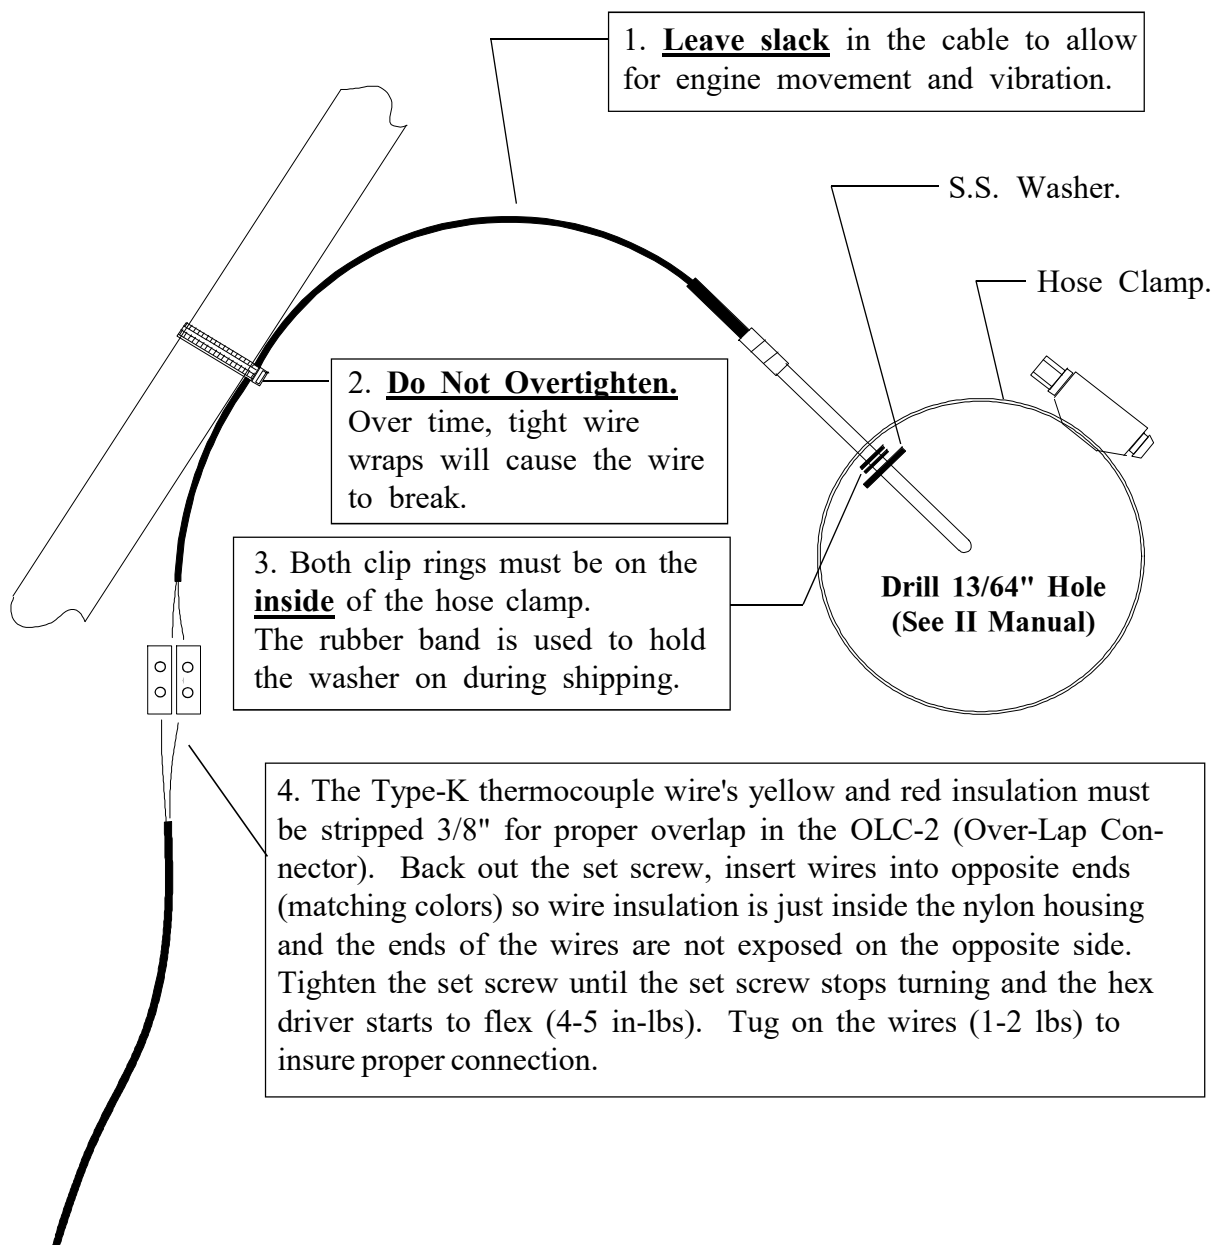 1. Leave slack in the cable to allow
for engine movement and vibration.
S.S. Washer.
Hose Clamp.
2. Do Not Overtighten.
Over time, tight wire
wraps will cause the wire
to break.
3. Both clip rings must be on the
inside of the hose clamp.
The rubber band is used to hold
the washer on during shipping.
Drill 13/64" Hole
(See II Manual)
4. The Type-K thermocouple wire's yellow and red insulation must
be stripped 3/8" for proper overlap in the OLC-2 (Over-Lap Con-
nector). Back out the set screw, insert wires into opposite ends
(matching colors) so wire insulation is just inside the nylon housing
and the ends of the wires are not exposed on the opposite side.
Tighten the set screw until the set screw stops turning and the hex
driver starts to flex (4-5 in-lbs). Tug on the wires (1-2 lbs) to
insure proper connection.